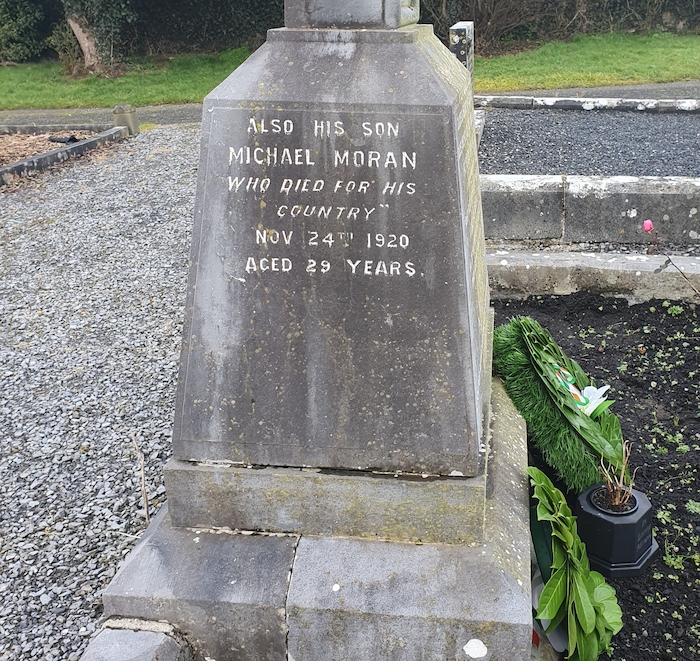 ALSO HIS SON
MICHAEL MORAN
WHO DIED FOR HIS
COUNTRY"
NOV 24TH 1920
AGED 29 YEARS.